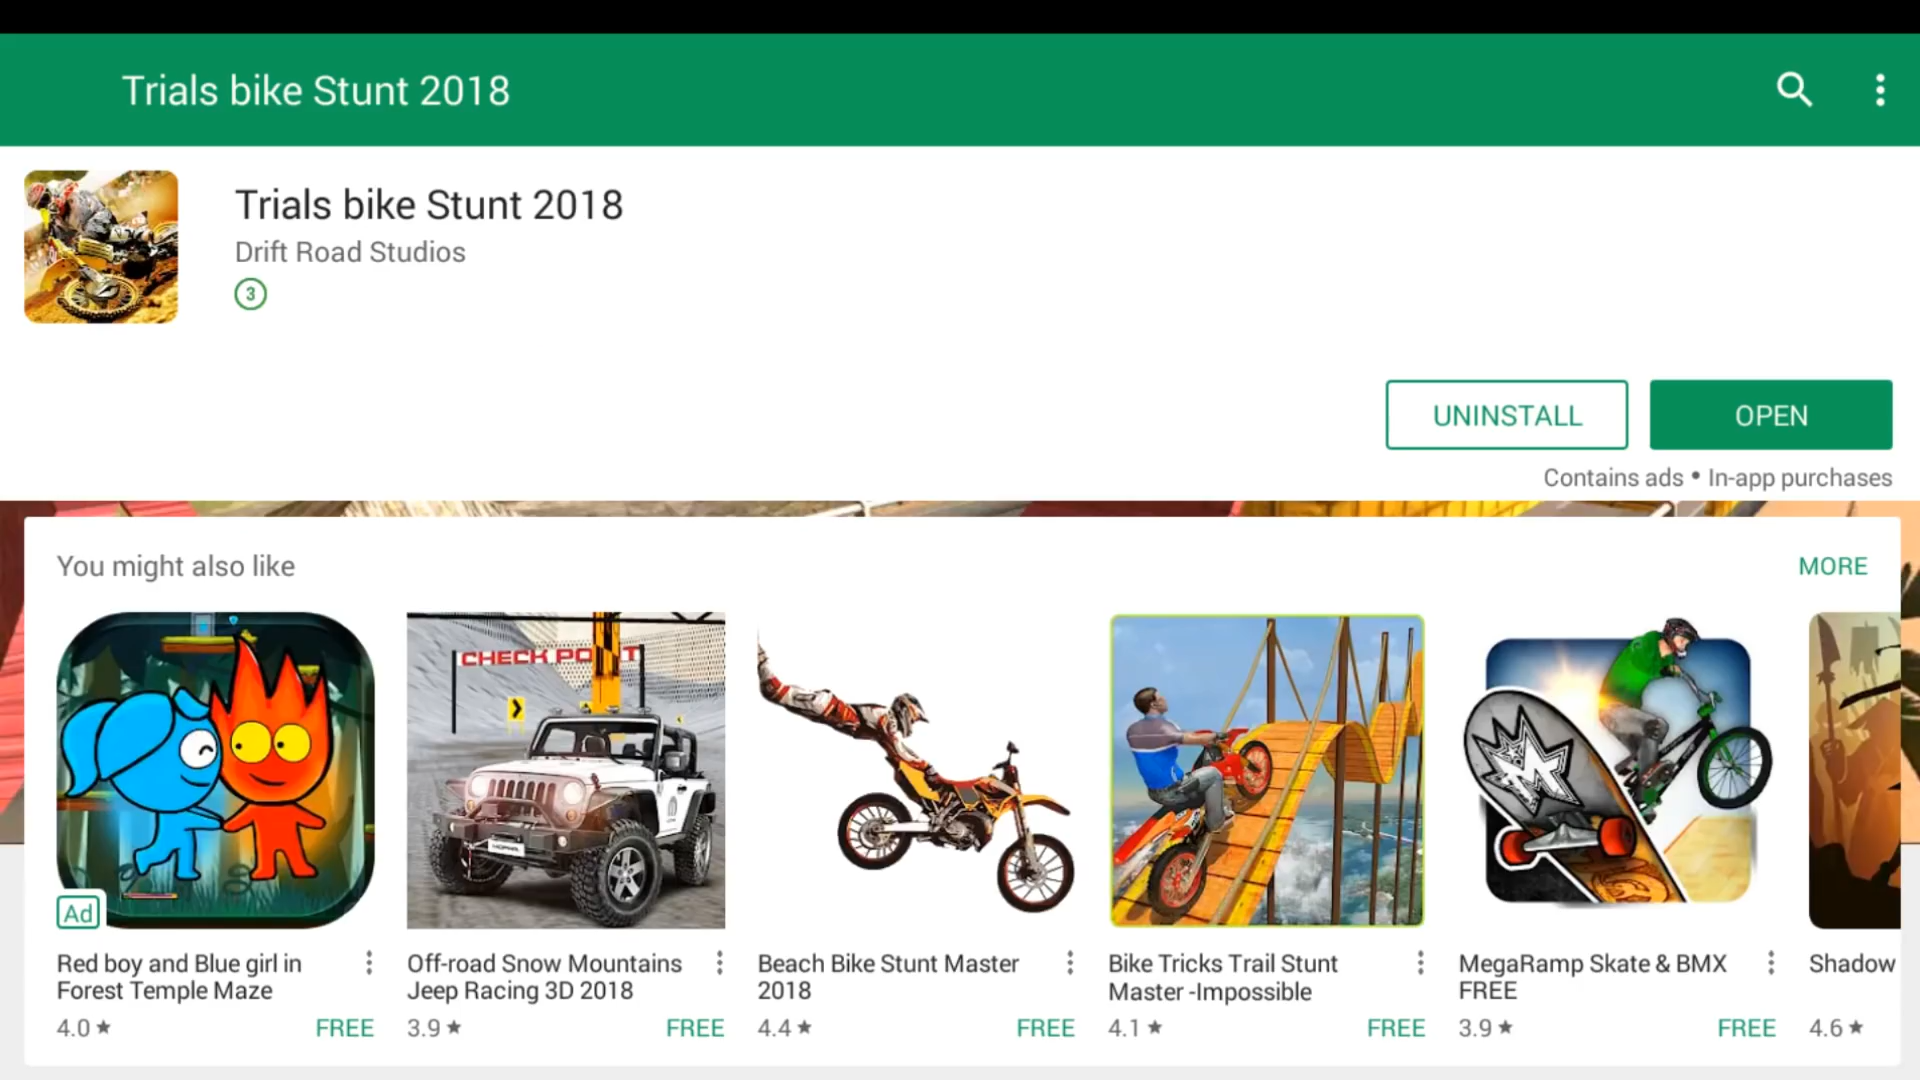 Trials bike Stunt 2018
Trials bike Stunt 2018
Drift Road Studios
3
UNINSTALL
OPEN
Contains ads • In-app purchases
You might also like
MORE
CHECK PO T
Ad
Red boy and Blue girl in
Forest Temple Maze
4.0 ★
FREE
Off-road Snow Mountains
Jeep Racing 3D 2018
3.9 ★
FREE
Beach Bike Stunt Master
2018
4.4 ★
FREE
Bike Tricks Trail Stunt
Master -Impossible
4.1 ★
FREE
M
MegaRamp Skate & BMX
FREE
3.9 ★
FREE
Shadow
4.6 ★